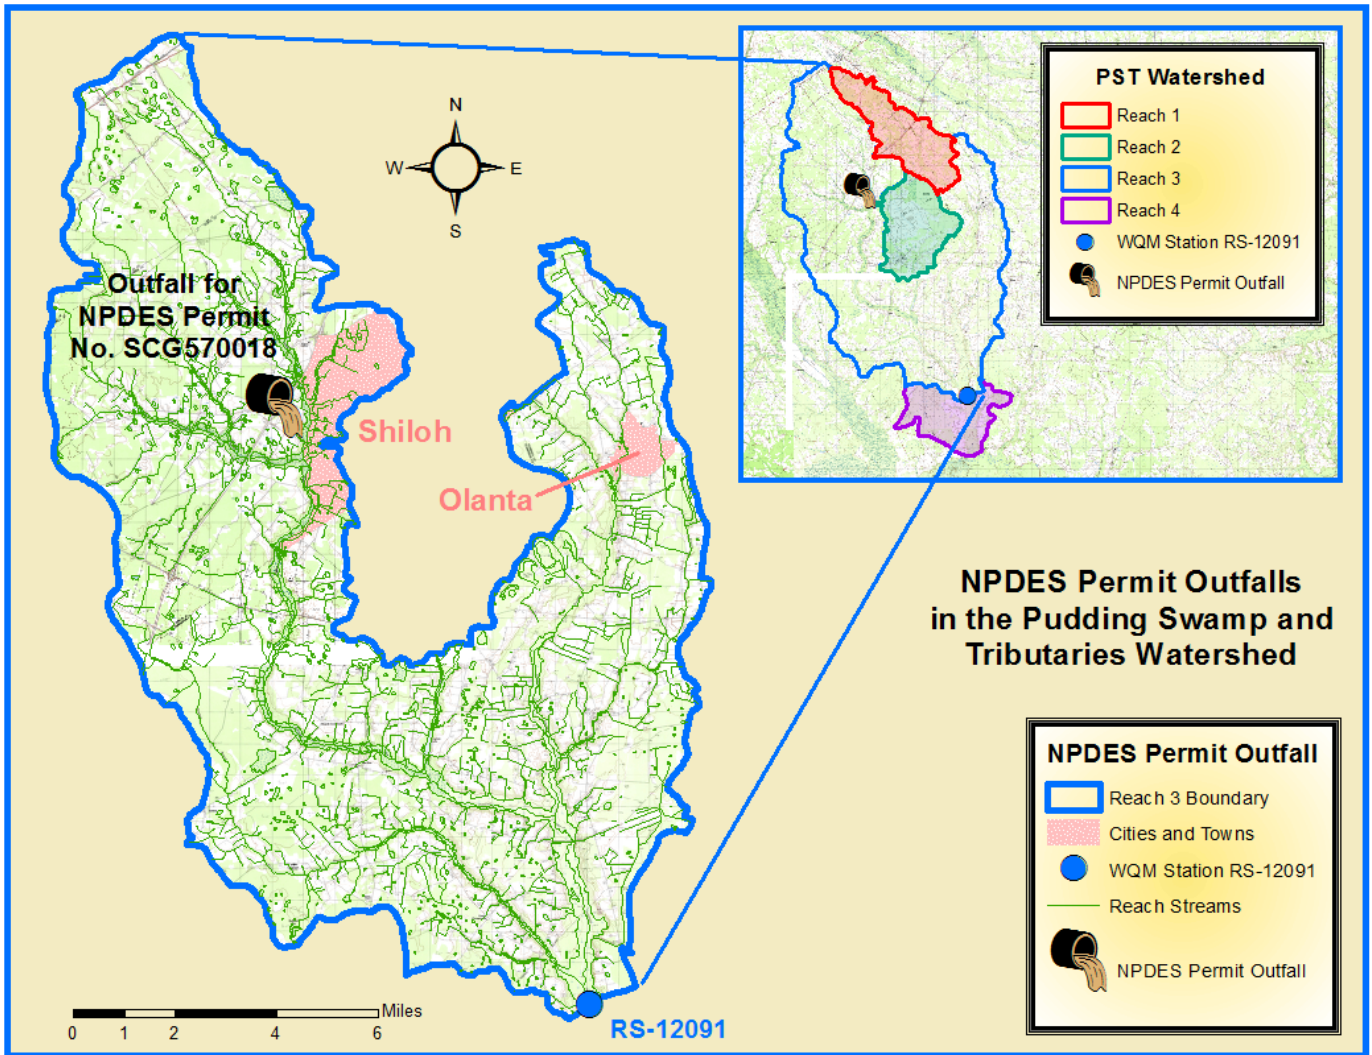 PST Watershed
Reach 1
Reach 2
Reach 3
Reach 4
WQM Station RS-12091
NPDES Permit Outfall
N
W
E
S
Outfall for
NPDES Permit
No. SCG570018
Shiloh
Olanta
NPDES Permit Outfalls
in the Pudding Swamp and
Tributaries Watershed
NPDES Permit Outfall
Reach 3 Boundary
Cities and Towns
WQM Station RS-12091
Reach Streams
NPDES Permit Outfall
Miles
0 1 2 4 6
RS-12091